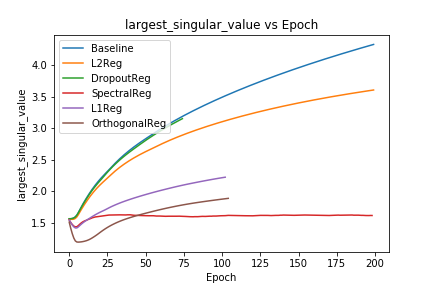 largest_singular_value vs Epoch
Baseline
L2Reg
DropoutReg
SpectralReg
L1Reg
OrthogonalReg
largest_singular_value
4.0
3.5
3.0
2.5
2.0
1.5
0 25 50 75 100 125 150 175 200
Epoch